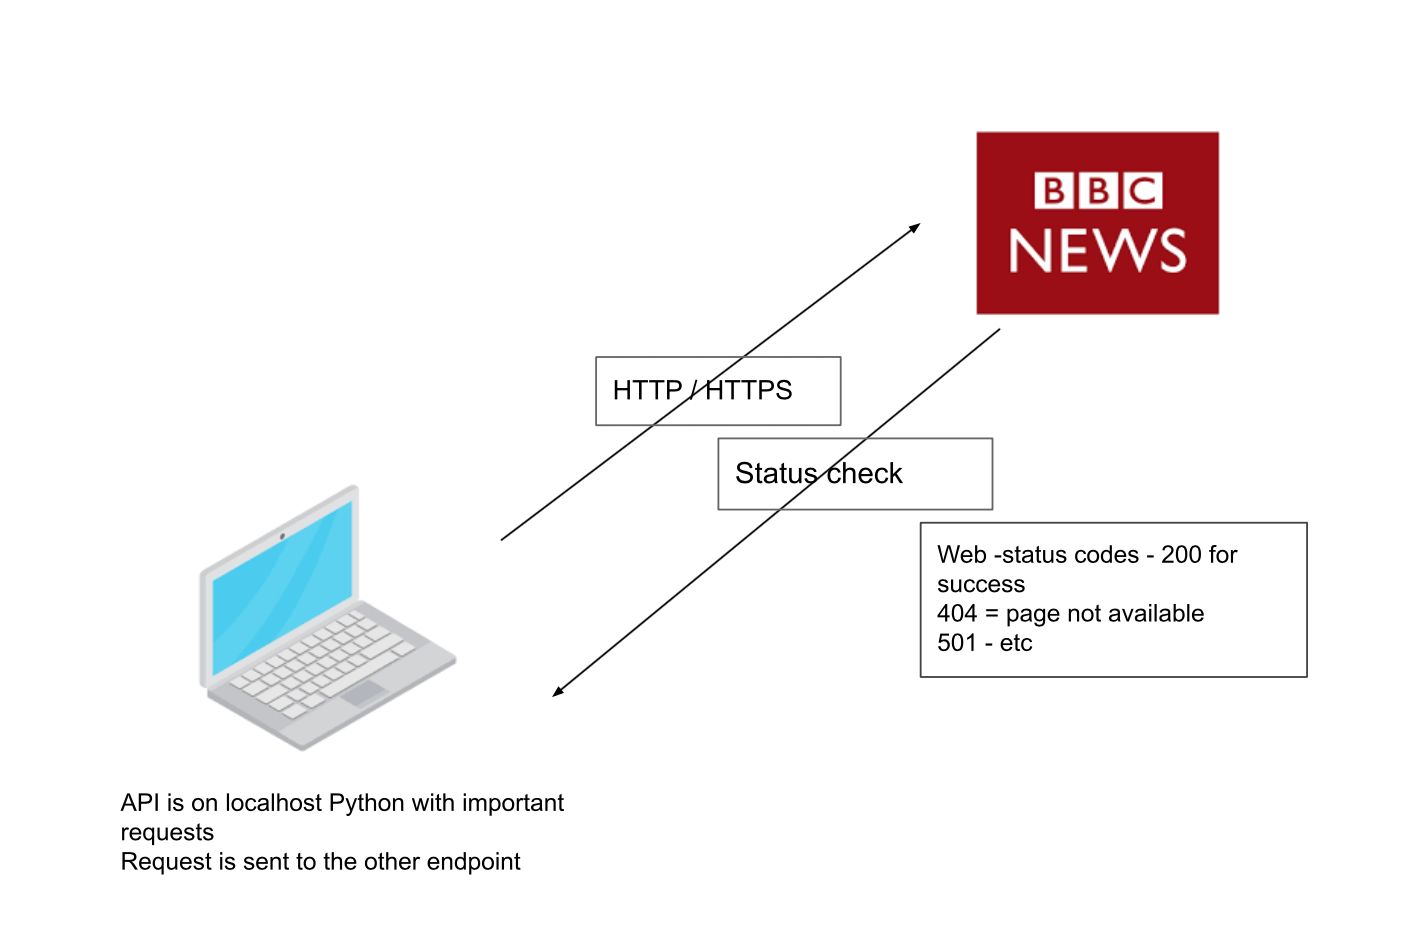 BBC
NEWS
HTTP / HTTPS
Status check
Web -status codes - 200 for
success
404 = page not available
501 - etc
API is on localhost Python with important
requests
Request is sent to the other endpoint